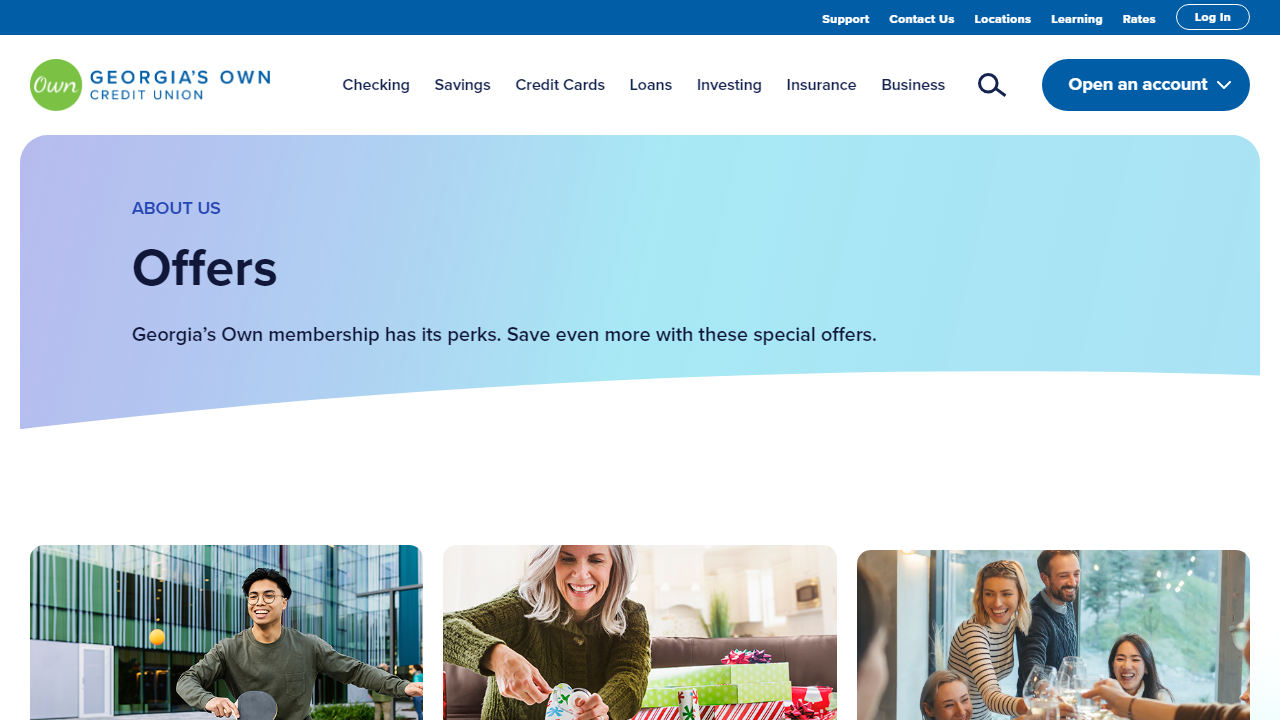 Support Contact Us Locations Learning Rates Log In
Own GEORGIA'S OWN
CREDIT UNION
Checking Savings Credit Cards Loans Investing Insurance Business Open an account
ABOUT US
Offers
Georgia’s Own membership has its perks. Save even more with these special offers.